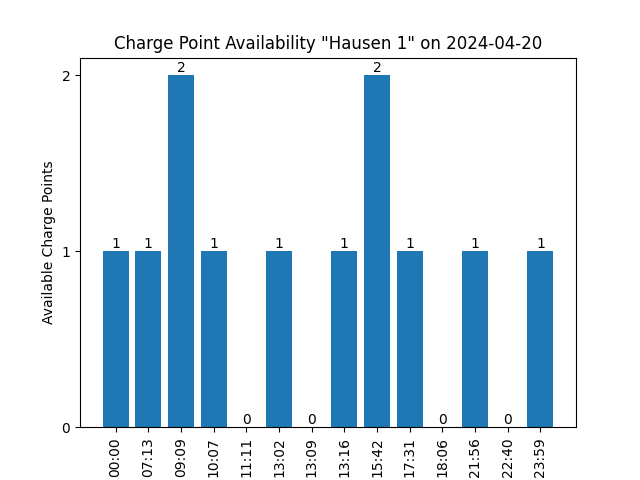 Charge Point Availability "Hausen 1" on 2024-04-20
Available Charge Points
2
1
0
1 1 2 1 0 1 0 1 2 1 0 1 0 1
00:00 07:13 09:09 10:07 11:11 13:02 13:09 13:16 15:42 17:31 18:06 21:56 22:40 23:59